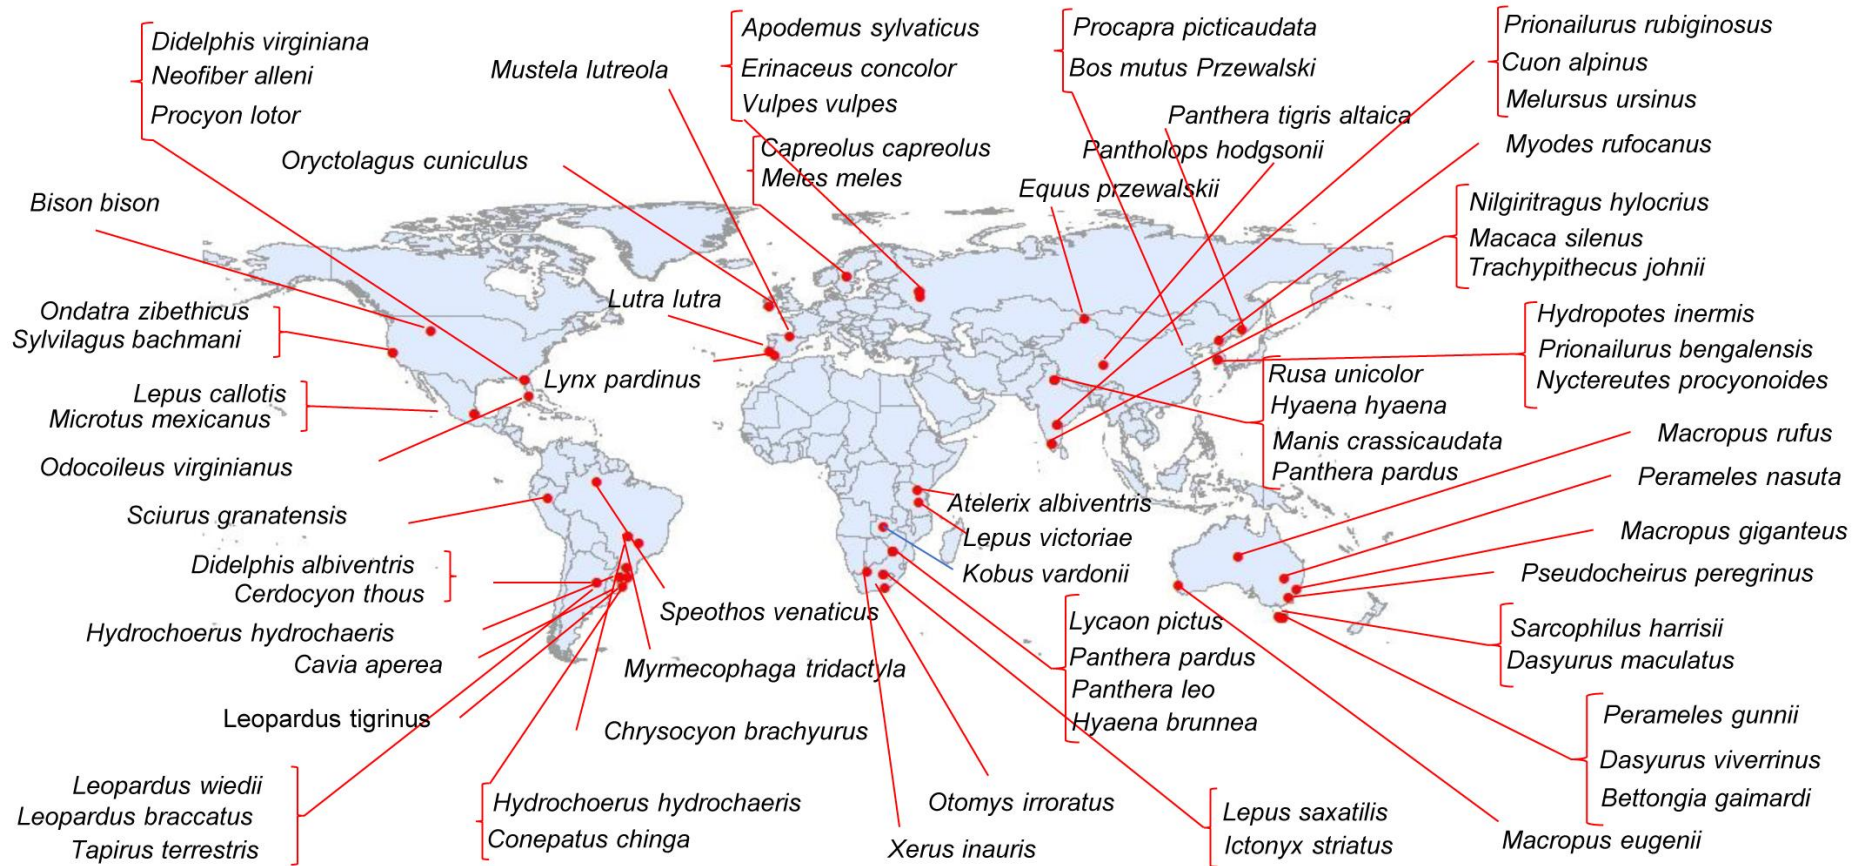 Didelphis virginiana
Neofiber alleni
Procyon lotor
Mustela lutreola
Apodemus sylvaticus
Erinaceus concolor
Vulpes vulpes
Procapra picticaudata
Bos mutus Przewalski
Prionailurus rubiginosus
Cuon alpinus
Melursus ursinus
Oryctolagus cuniculus
Capreolus capreolus
Meles meles
Panthera tigris altaica
Pantholops hodgsonii
Equus przewalskii
Myodes rufocanus
Bison bison
Nilgiritragus hylocrius
Macaca silenus
Trachypithecus johnii
Ondatra zibethicus
Sylvilagus bachmani
Lutra lutra
Hydropotes inermis
Prionailurus bengalensis
Nyctereutes procyonoides
Lepus callotis
Microtus mexicanus
Lynx pardinus
Rusa unicolor
Hyaena hyaena
Manis crassicaudata
Panthera pardus
Odocoileus virginianus
Macropus rufus
Perameles nasuta
Sciurus granatensis
Atelerix albiventris
Lepus victoriae
Kobus vardonii
Macropus giganteus
Pseudocheirus peregrinus
Didelphis albiventris
Cerdocyon thous
Hydrochoerus hydrochaeris
Cavia aperea
Speothos venaticus
Myrmecophaga tridactyla
Lycaon pictus
Panthera pardus
Panthera leo
Hyaena brunnea
Sarcophilus harrisii
Dasyurus maculatus
Leopardus tigrinus
Chrysocyon brachyurus
Perameles gunnii
Dasyurus viverrinus
Bettongia gaimardi
Leopardus wiedii
Leopardus braccatus
Tapirus terrestris
Hydrochoerus hydrochaeris
Conepatus chinga
Otomys irroratus
Xerus inauris
Lepus saxatilis
Ictonyx striatus
Macropus eugenii